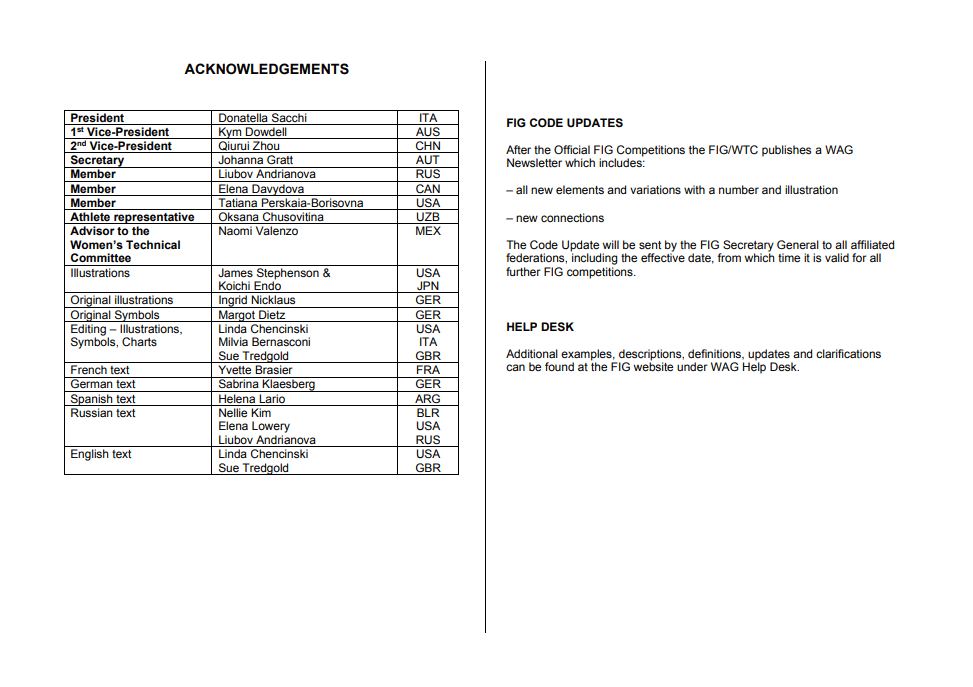 ACKNOWLEDGEMENTS
President Donatella Sacchi ITA
1st Vice-President Kym Dowdell AUS
2nd Vice-President Qiurui Zhou CHN
Secretary Johanna Gratt AUT
Member Liubov Andrianova RUS
Member Elena Davydova CAN
Member Tatiana Perskaia-Borisovna USA
Athlete representative Oksana Chusovitina UZB
Advisor to the Naomi Valenzo MEX
Women's Technical
Committee
Illustrations James Stephenson & USA
Koichi Endo JPN
Original illustrations Ingrid Nicklaus GER
Original Symbols Margot Dietz GER
Editing – Illustrations, Linda Chencinski USA
Symbols, Charts Milvia Bernasconi ITA
Sue Tredgold GBR
French text Yvette Brasier FRA
German text Sabrina Klaesberg GER
Spanish text Helena Lario ARG
Russian text Nellie Kim BLR
Elena Lowery USA
Liubov Andrianova RUS
English text Linda Chencinski USA
Sue Tredgold GBR
FIG CODE UPDATES
After the Official FIG Competitions the FIG/WTC publishes a WAG
Newsletter which includes:
– all new elements and variations with a number and illustration
– new connections
The Code Update will be sent by the FIG Secretary General to all affiliated
federations, including the effective date, from which time it is valid for all
further FIG competitions.
HELP DESK
Additional examples, descriptions, definitions, updates and clarifications
can be found at the FIG website under WAG Help Desk.